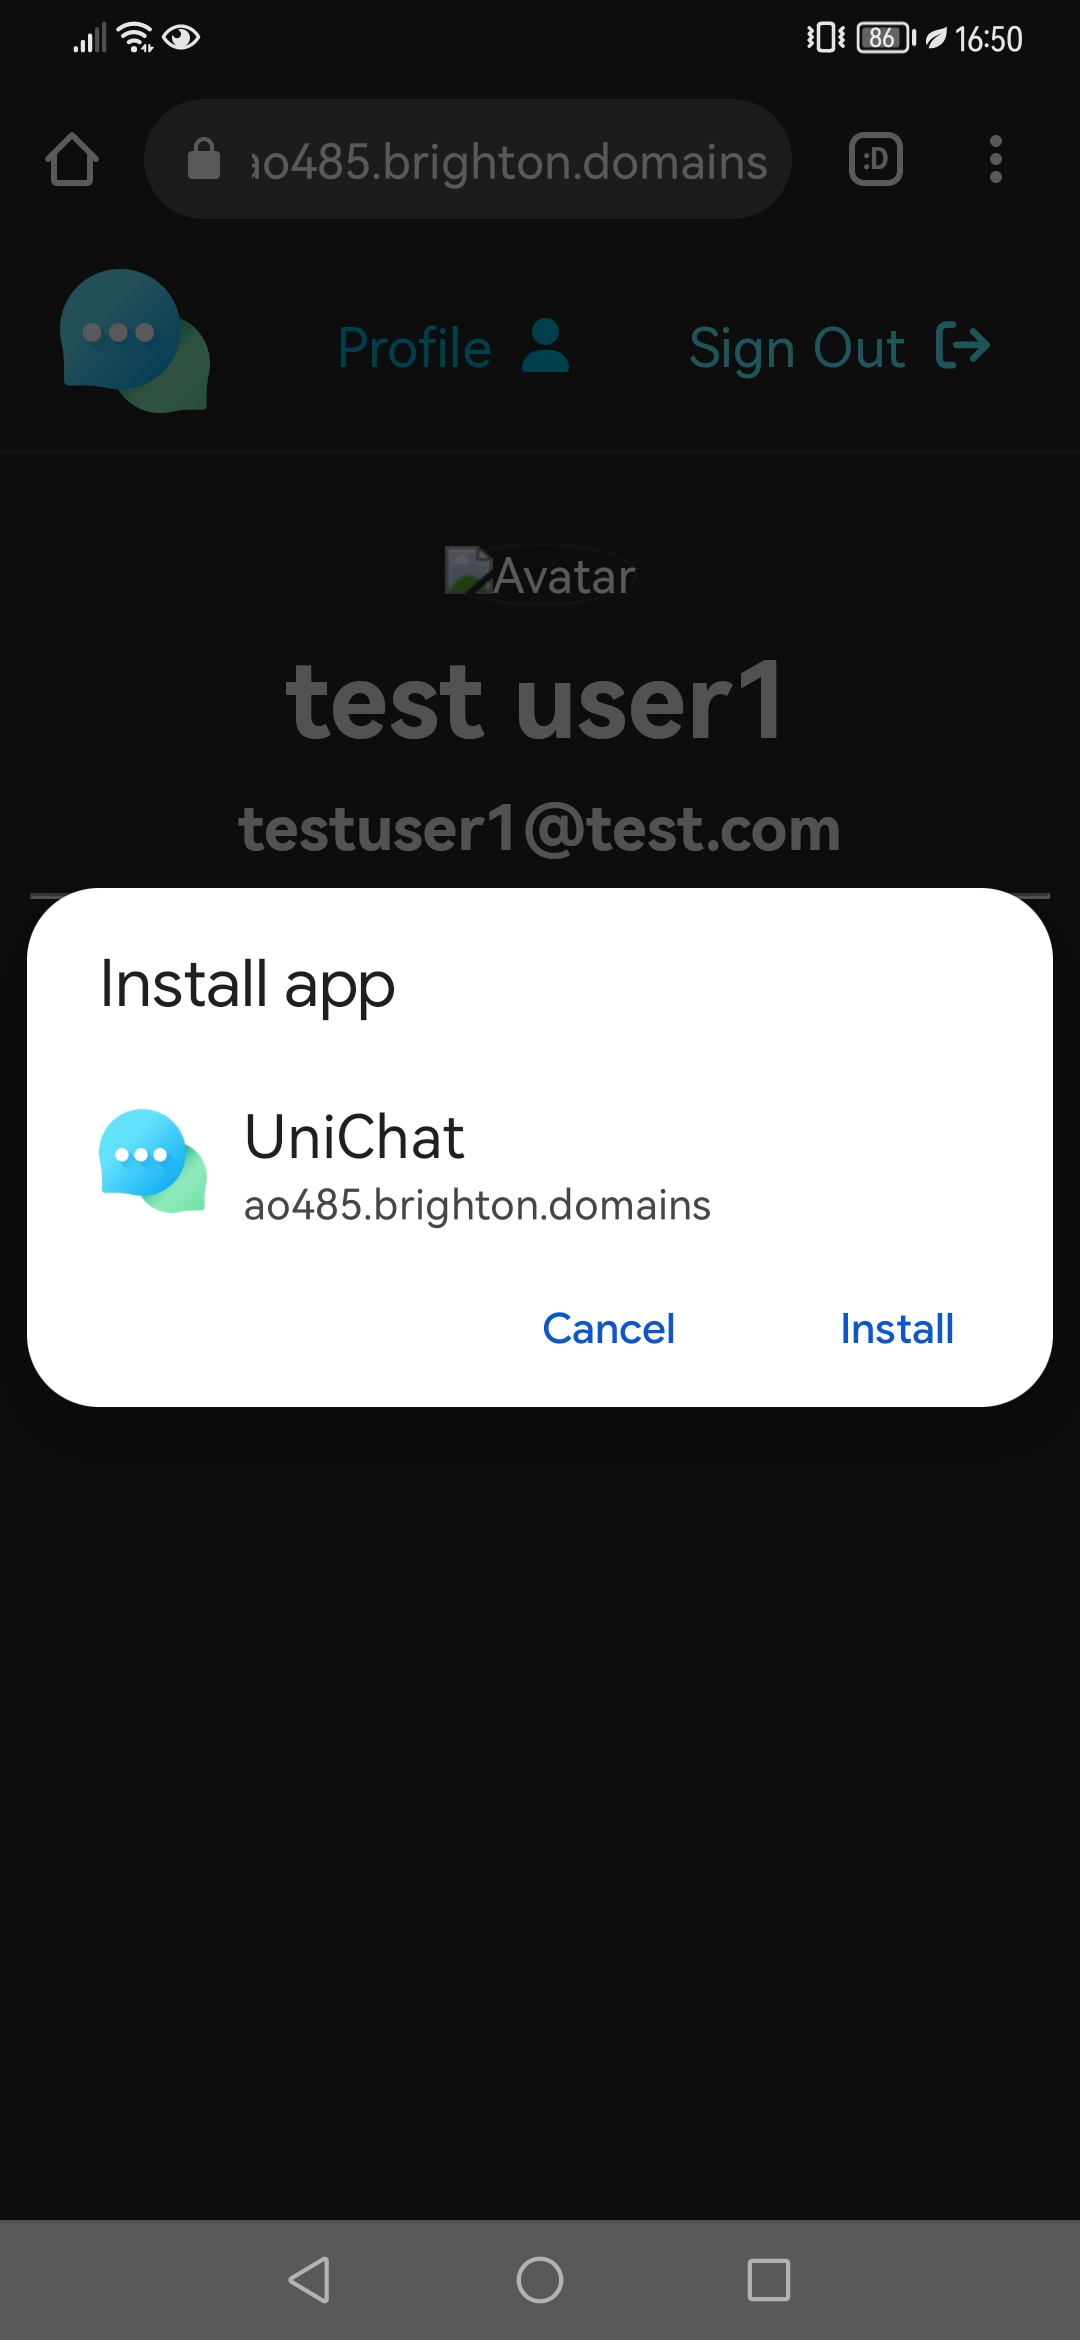 86 16:50
ao485.brighton.domains :D
Profile Sign Out
Avatar
test user1
testuser1@test.com
Install app
UniChat
ao485.brighton.domains
Cancel Install